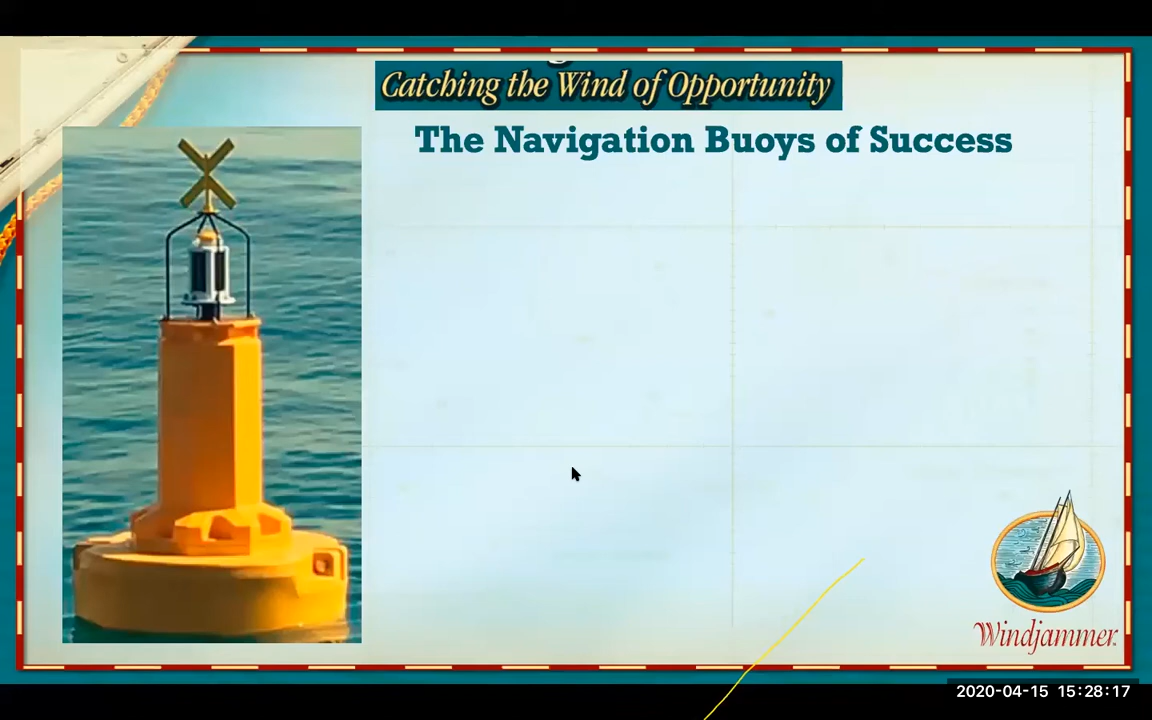 Catching the Wind of Opportunity
The Navigation Buoys of Success
Windjammer
2020-04-15 15:28:17